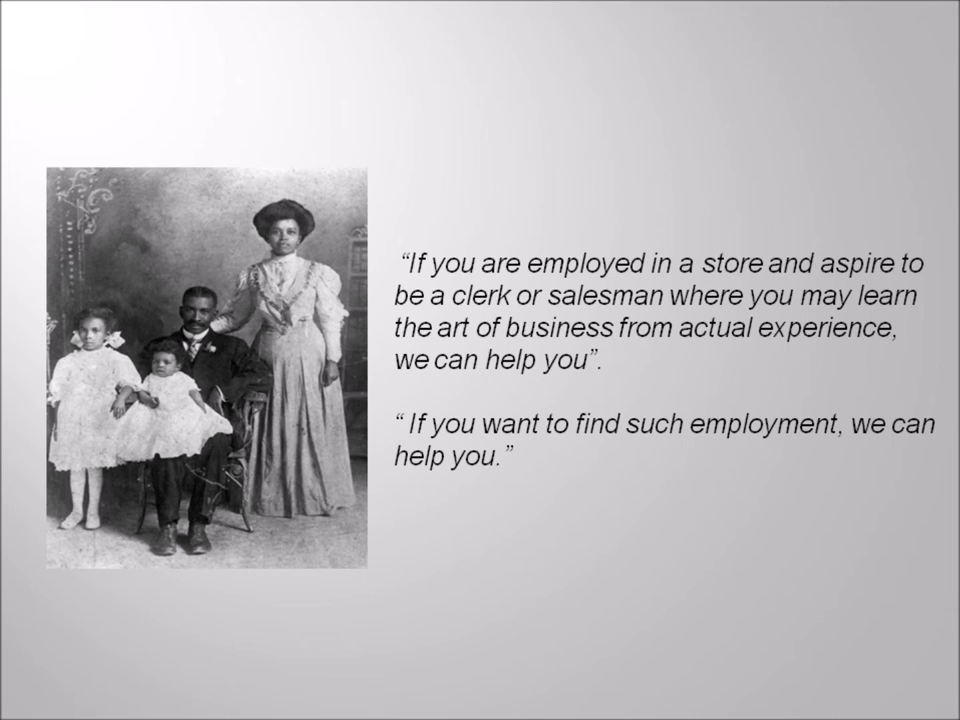 “If you are employed in a store and aspire to
be a clerk or salesman where you may learn
the art of business from actual experience,
we can help you”.
“ If you want to find such employment, we can
help you.”